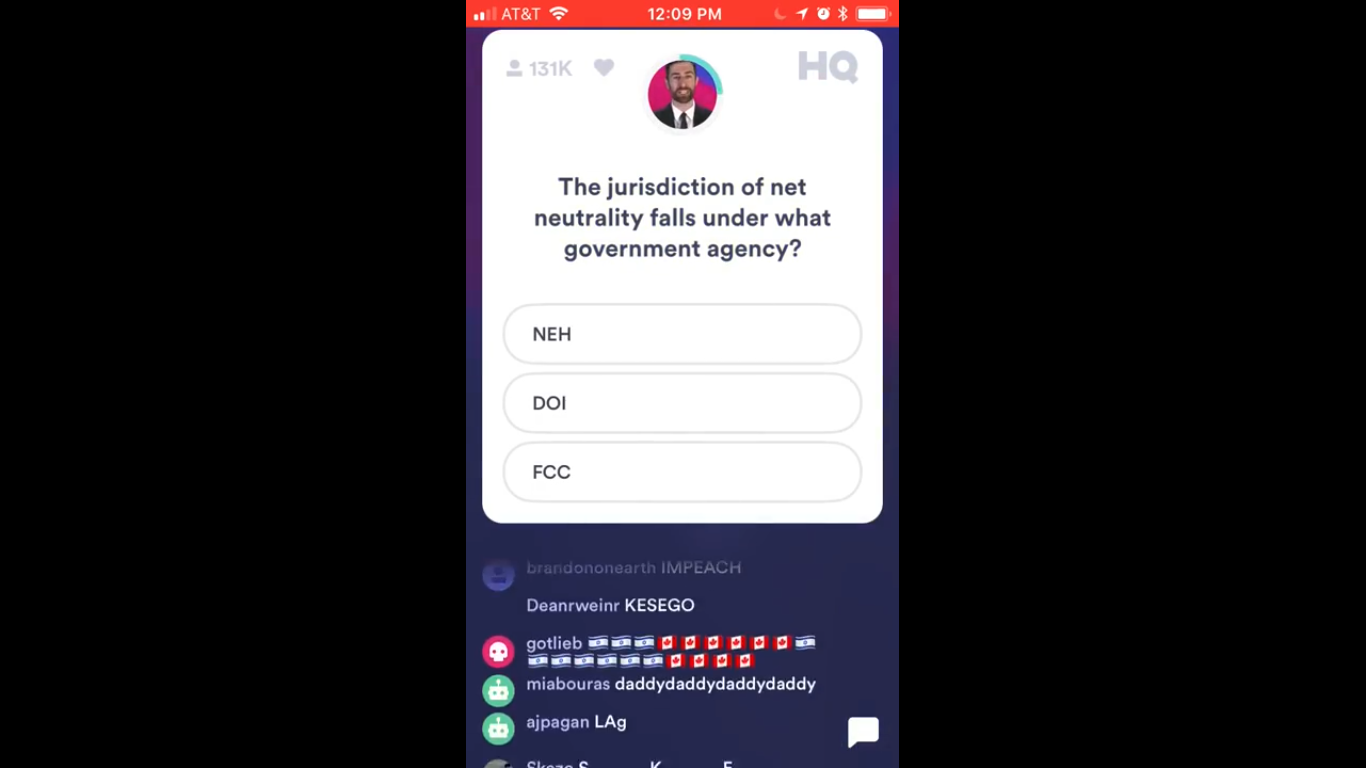 AT&T 12:09 PM
131K HQ
The jurisdiction of net
neutrality falls under what
government agency?
NEH
DOI
FCC
brandononearth IMPEACH
Deanrweinr KESEGO
gotlieb 🇮🇱🇮🇱🇮🇱🇨🇦🇨🇦🇨🇦🇨🇦🇨🇦🇨🇦🇮🇱
🇮🇱🇮🇱🇮🇱🇮🇱🇮🇱🇮🇱🇨🇦🇨🇦🇨🇦🇨🇦
miabouras daddydaddydaddydaddy
ajpagan LAg